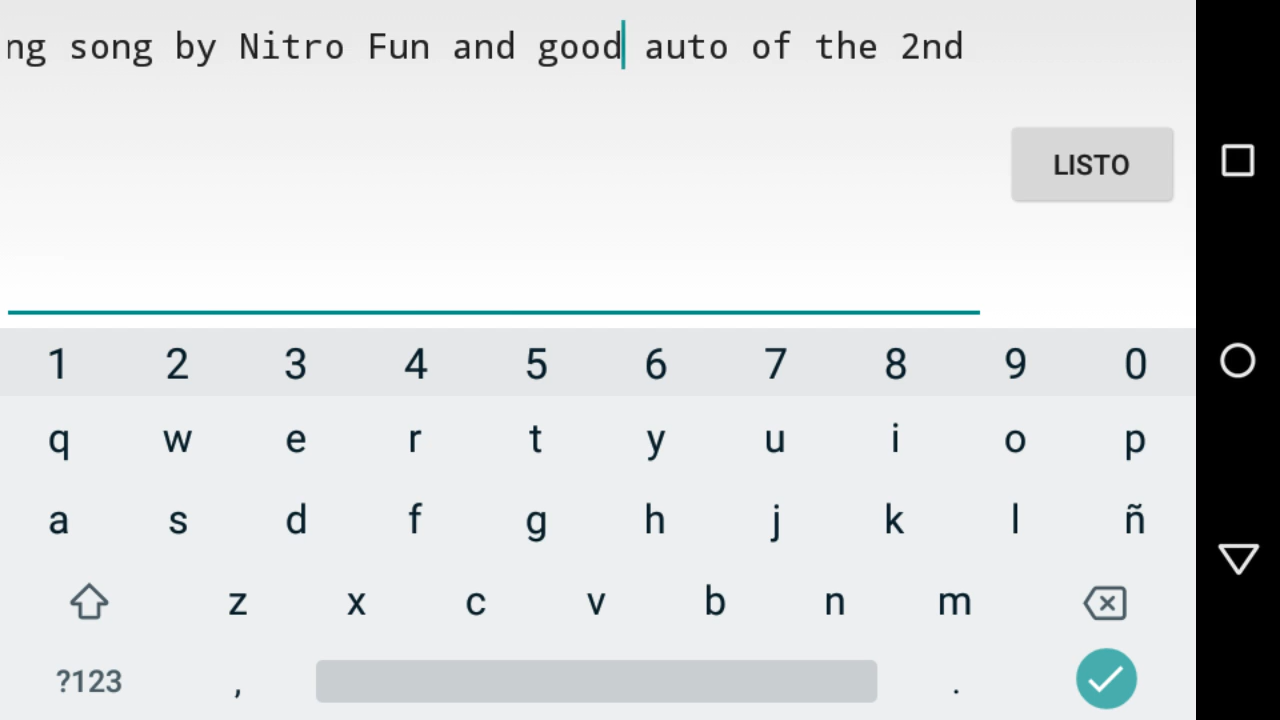 ng song by Nitro Fun and good auto of the 2nd
LISTO
1 2 3 4 5 6 7 8 9 0
q w e r t y u i o p
a s d f g h j k l ñ
z x c v b n m
?123 , .